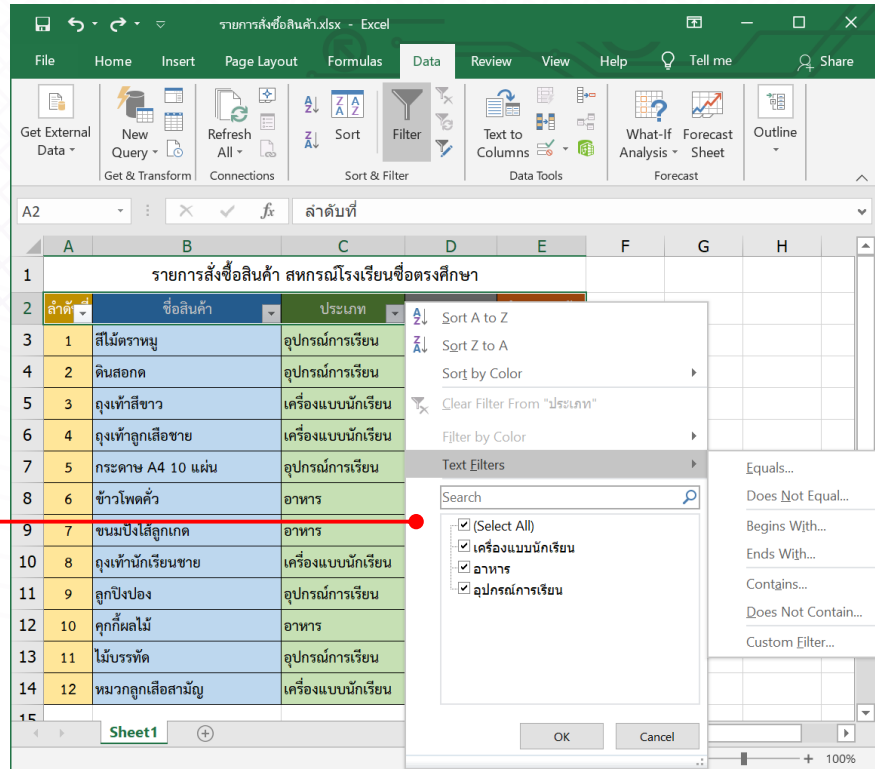 รายการสั่งซื้อสินค้า.xlsx - Excel
File Home Insert Page Layout Formulas Data Review View Help Tell me Share
Get External Data
New Query
Refresh All
Sort
Filter
Text to Columns
What-If Analysis
Forecast Sheet
Outline
Get & Transform Connections Sort & Filter Data Tools Forecast
A2 fx ลำดับที่
A B C D E F G H
1 รายการสั่งซื้อสินค้า สหกรณ์โรงเรียนซื่อตรงศึกษา
2 ชื่อสินค้า ประเภท
3 1 สีไม้ตราหมู อุปกรณ์การเรียน
4 2 ดินสอกด อุปกรณ์การเรียน
5 3 ถุงเท้าสีขาว เครื่องแบบนักเรียน
6 4 ถุงเท้าลูกเสือชาย เครื่องแบบนักเรียน
7 5 กระดาษ A4 10 แผ่น อุปกรณ์การเรียน
8 6 ข้าวโพดคั่ว อาหาร
9 7 ขนมปังไส้ลูกเกด อาหาร
10 8 ถุงเท้านักเรียนชาย เครื่องแบบนักเรียน
11 9 ลูกปิงปอง อุปกรณ์การเรียน
12 10 คุกกี้ผลไม้ อาหาร
13 11 ไม้บรรทัด อุปกรณ์การเรียน
14 12 หมวกลูกเสือสามัญ เครื่องแบบนักเรียน
15
Sort A to Z
Sort Z to A
Sort by Color
Clear Filter From "ประเภท"
Filter by Color
Text Filters
Search
(Select All)
เครื่องแบบนักเรียน
อาหาร
อุปกรณ์การเรียน
OK Cancel
Equals...
Does Not Equal...
Begins With...
Ends With...
Contains...
Does Not Contain...
Custom Filter...
Sheet1
100%